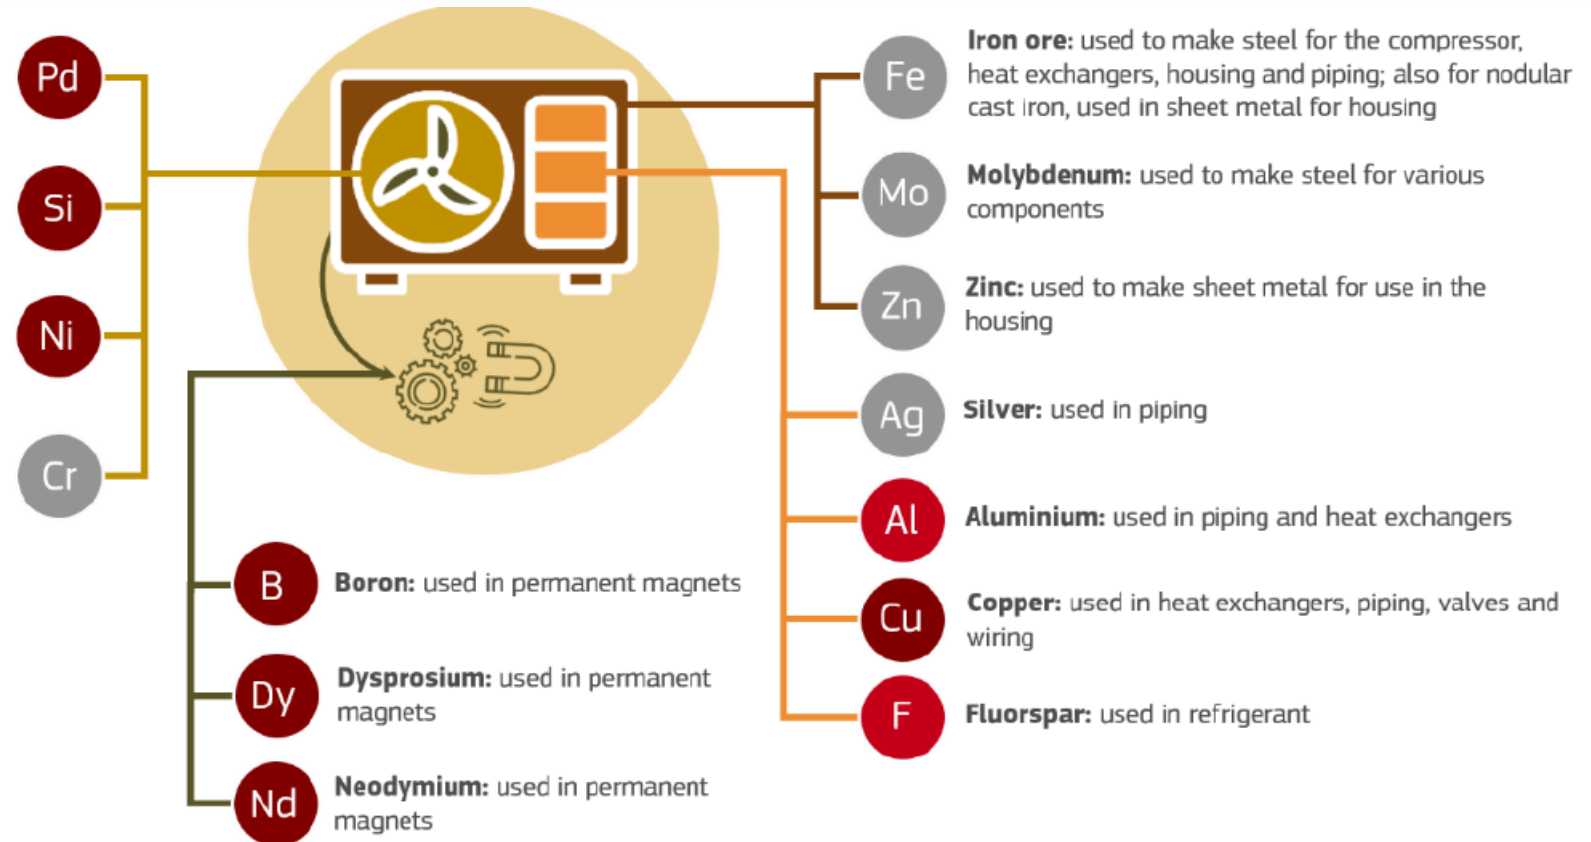 Pd
Si
Ni
Cr
B
Boron: used in permanent magnets
Dy
Dysprosium: used in permanent
magnets
Nd
Neodymium: used in permanent
magnets
Fe
Iron ore: used to make steel for the compressor,
heat exchangers, housing and piping; also for nodular
cast iron, used in sheet metal for housing
Mo
Molybdenum: used to make steel for various
components
Zn
Zinc: used to make sheet metal for use in the
housing
Ag
Silver: used in piping
Al
Aluminium: used in piping and heat exchangers
Cu
Copper: used in heat exchangers, piping, valves and
wiring
F
Fluorspar: used in refrigerant